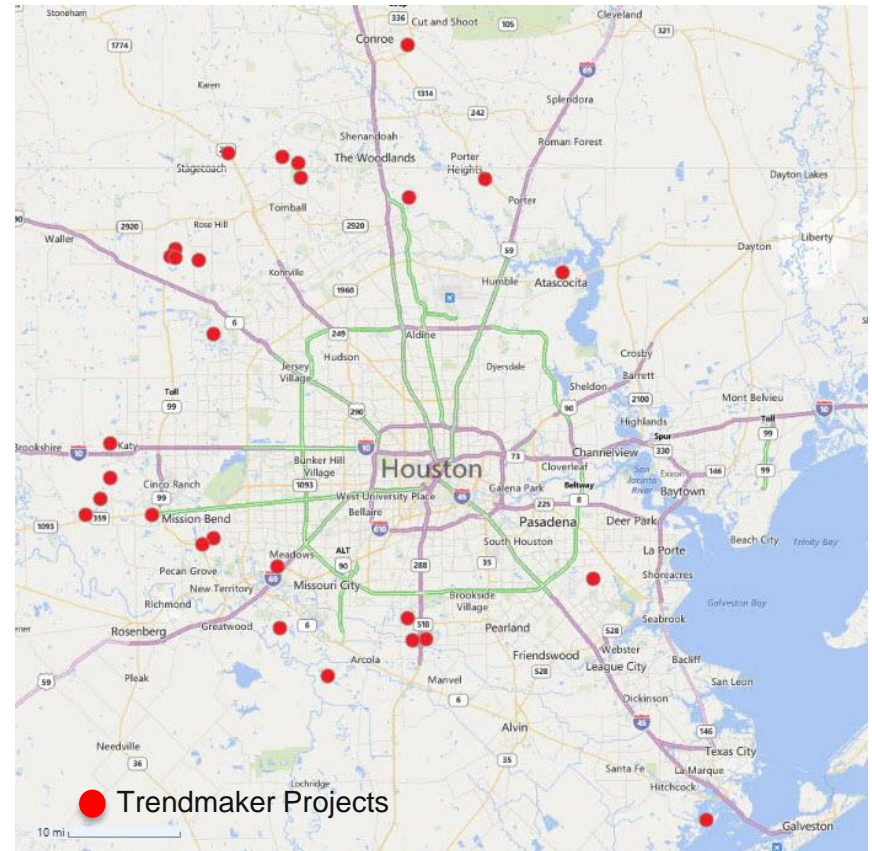 Stoneham
336
Cut and Shoot
105
Cleveland
321
Conroe
1774
69
Karen
1314
Splendora
242
Shenandoah
Roman Forest
The Woodlands
Porter
Heights
Stagecoach
Dayton Lakes
Porter
Tomball
2920
Rose Hill
2920
Waller
59
Liberty
Dayton
Kohrville
Humble
Atascocita
1960
6
249
Aldine
Hudson
Crosby
Jersey
Village
Dyersdale
Barrett
Sheldon
Toll
99
2100
Mont Belvieu
290
90
Highlands
Toll
10
Brookshire
10
Katy
10
Spur
330
99
Bunker Hill
Village
73
Channelview
Cloverleaf
Houston
San
Jacinto
River
Exxon
146
99
Cinco Ranch
1093
Galena Park
Beltway
8
Baytown
99
West University Place
45
225
1093
359
Mission Bend
Bellaire
610
Pasadena
Deer Park
South Houston
Beach City
Trinity Bay
Meadows
ALT
90
288
35
La Porte
Pecan Grove
69
Missouri City
Shoreacres
New Territory
Brookside
Village
Richmond
Galveston Bay
Greatwood
6
518
Pearland
Seabrook
Rosenberg
528
Webster
Arcola
Friendswood
League City
Bacliff
59
Pleak
Manvel
528
San Leon
6
Dickinson
Alvin
45
146
Needville
36
35
Texas City
Santa Fe
La Marque
Lochridge
Hitchcock
Trendmaker Projects
10 mi
Galveston